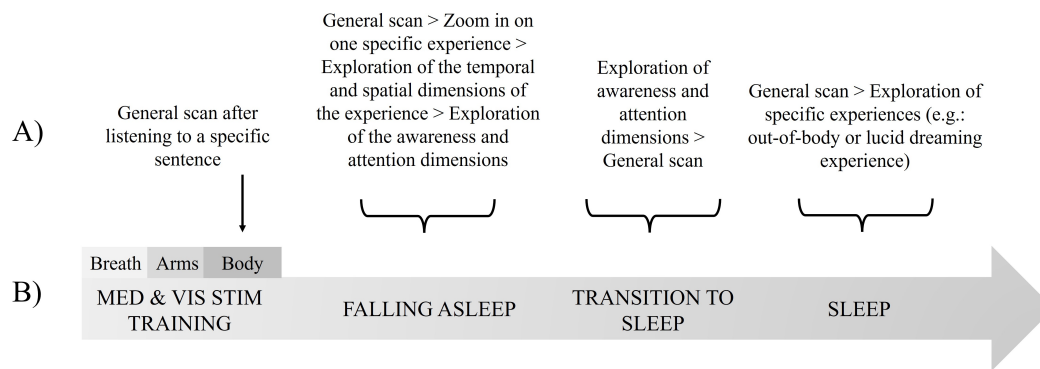 A)
General scan after
listening to a specific
sentence
General scan > Zoom in on
one specific experience >
Exploration of the temporal
and spatial dimensions of
the experience > Exploration
of the awareness and
attention dimensions
Exploration of
awareness and
attention
dimensions >
General scan
General scan > Exploration of
specific experiences (e.g.:
out-of-body or lucid dreaming
experience)
B)
Breath Arms Body
MED & VIS STIM
TRAINING
FALLING ASLEEP
TRANSITION TO
SLEEP
SLEEP